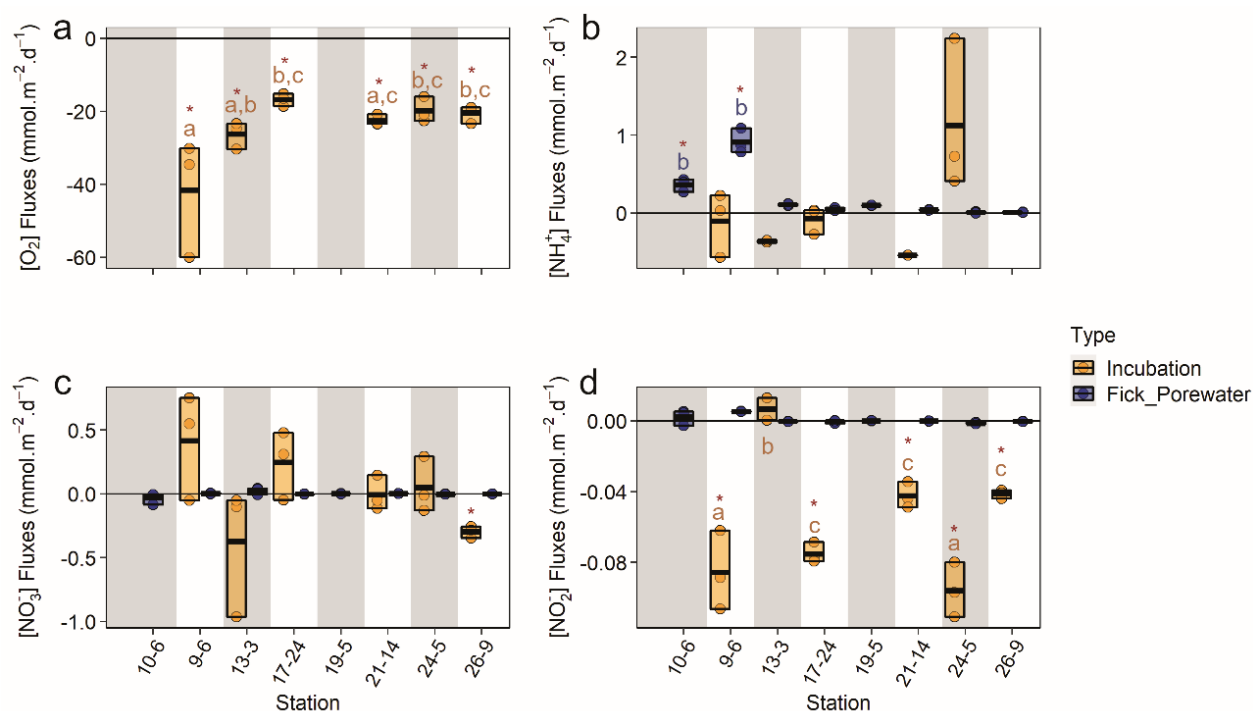 a
[O₂] Fluxes (mmol.m⁻².d⁻¹)
0
-20
-40
-60
*
a
*
a,b
*
b,c
*
a,c
*
b,c
*
b,c
b
[NH₄⁺] Fluxes (mmol.m⁻².d⁻¹)
2
1
0
*
b
*
b
c
[NO₃⁻] Fluxes (mmol.m⁻².d⁻¹)
0.5
0.0
-0.5
-1.0
*
10-6 9-6 13-3 17-24 19-5 21-14 24-5 26-9
Station
d
[NO₂⁻] Fluxes (mmol.m⁻².d⁻¹)
0.00
-0.04
-0.08
*
a
b
*
c
*
c
*
a
*
c
10-6 9-6 13-3 17-24 19-5 21-14 24-5 26-9
Station
Type
Incubation
Fick_Porewater